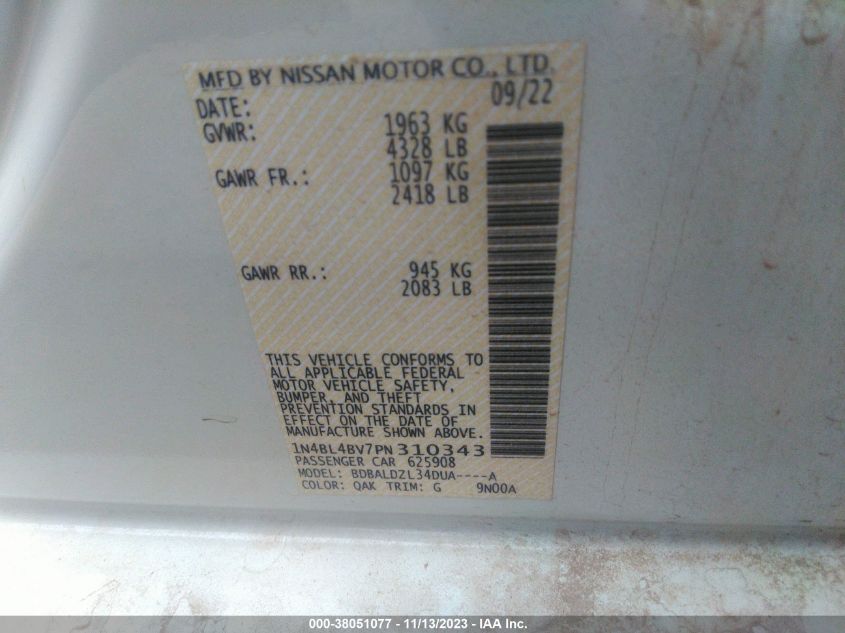 MFD BY NISSAN MOTOR CO., LTD.
DATE: 09/22
GVWR: 1963 KG
4328 LB
GAWR FR.: 1097 KG
2418 LB
GAWR RR.: 945 KG
2083 LB
THIS VEHICLE CONFORMS TO
ALL APPLICABLE FEDERAL
MOTOR VEHICLE SAFETY,
BUMPER, AND THEFT
PREVENTION STANDARDS IN
EFFECT ON THE DATE OF
MANUFACTURE SHOWN ABOVE.
1N4BL4BV7PN310343
PASSENGER CAR 625908
MODEL: BDBALDZL34DUA----A
COLOR: QAK TRIM: G 9N00A
000-38051077 - 11/13/2023 - IAA Inc.